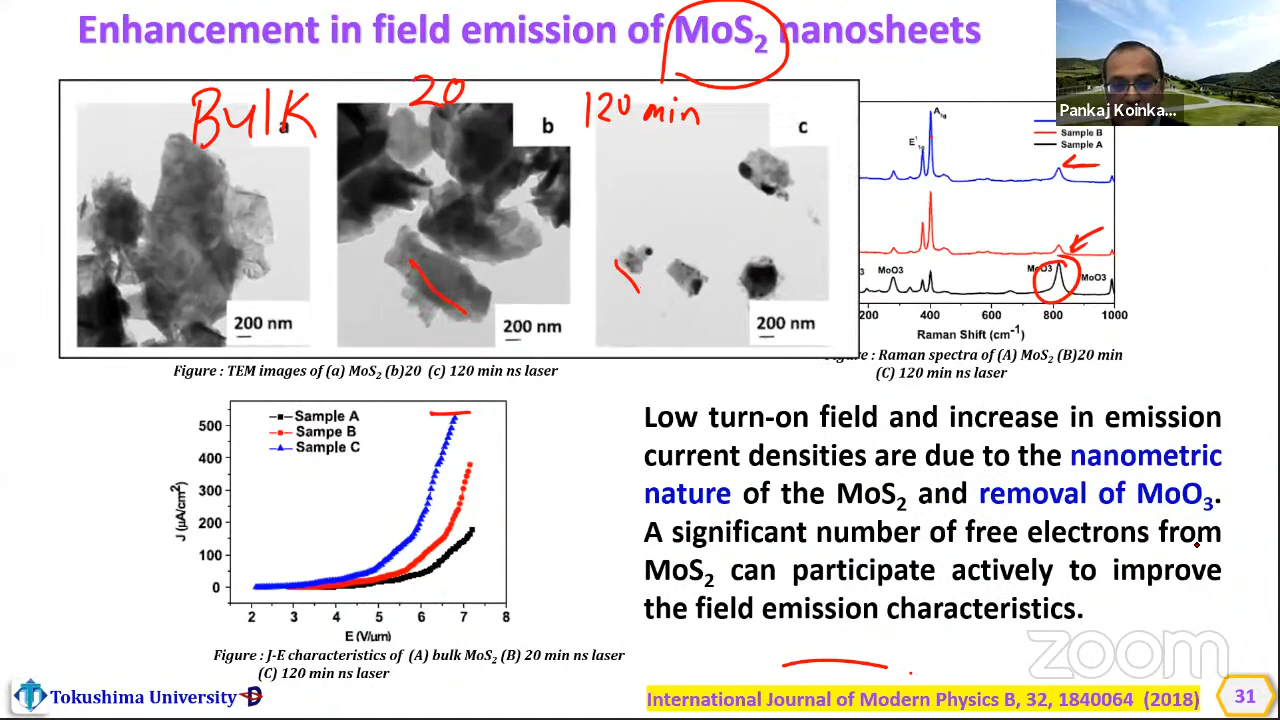 Enhancement in field emission of MoS2 nanosheets
Pankaj Koinka...
Bulk
20
120 min
a
b
c
200 nm
200 nm
200 nm
Figure : TEM images of (a) MoS2 (b)20 (c) 120 min ns laser
Sample B
Sample A
E12g
A1g
MoO3
MoO3
MoO3
200
400
600
800
1000
Raman Shift (cm-1)
Figure : Raman spectra of (A) MoS2 (B)20 min
(C) 120 min ns laser
Sample A
Sampe B
Sample C
500
400
300
200
100
0
J (μA/cm2)
2
3
4
5
6
7
8
E (V/μm)
Figure : J-E characteristics of (A) bulk MoS2 (B) 20 min ns laser
(C) 120 min ns laser
Low turn-on field and increase in emission
current densities are due to the nanometric
nature of the MoS2 and removal of MoO3.
A significant number of free electrons from
MoS2 can participate actively to improve
the field emission characteristics.
zoom
Tokushima University
International Journal of Modern Physics B, 32, 1840064 (2018)
31